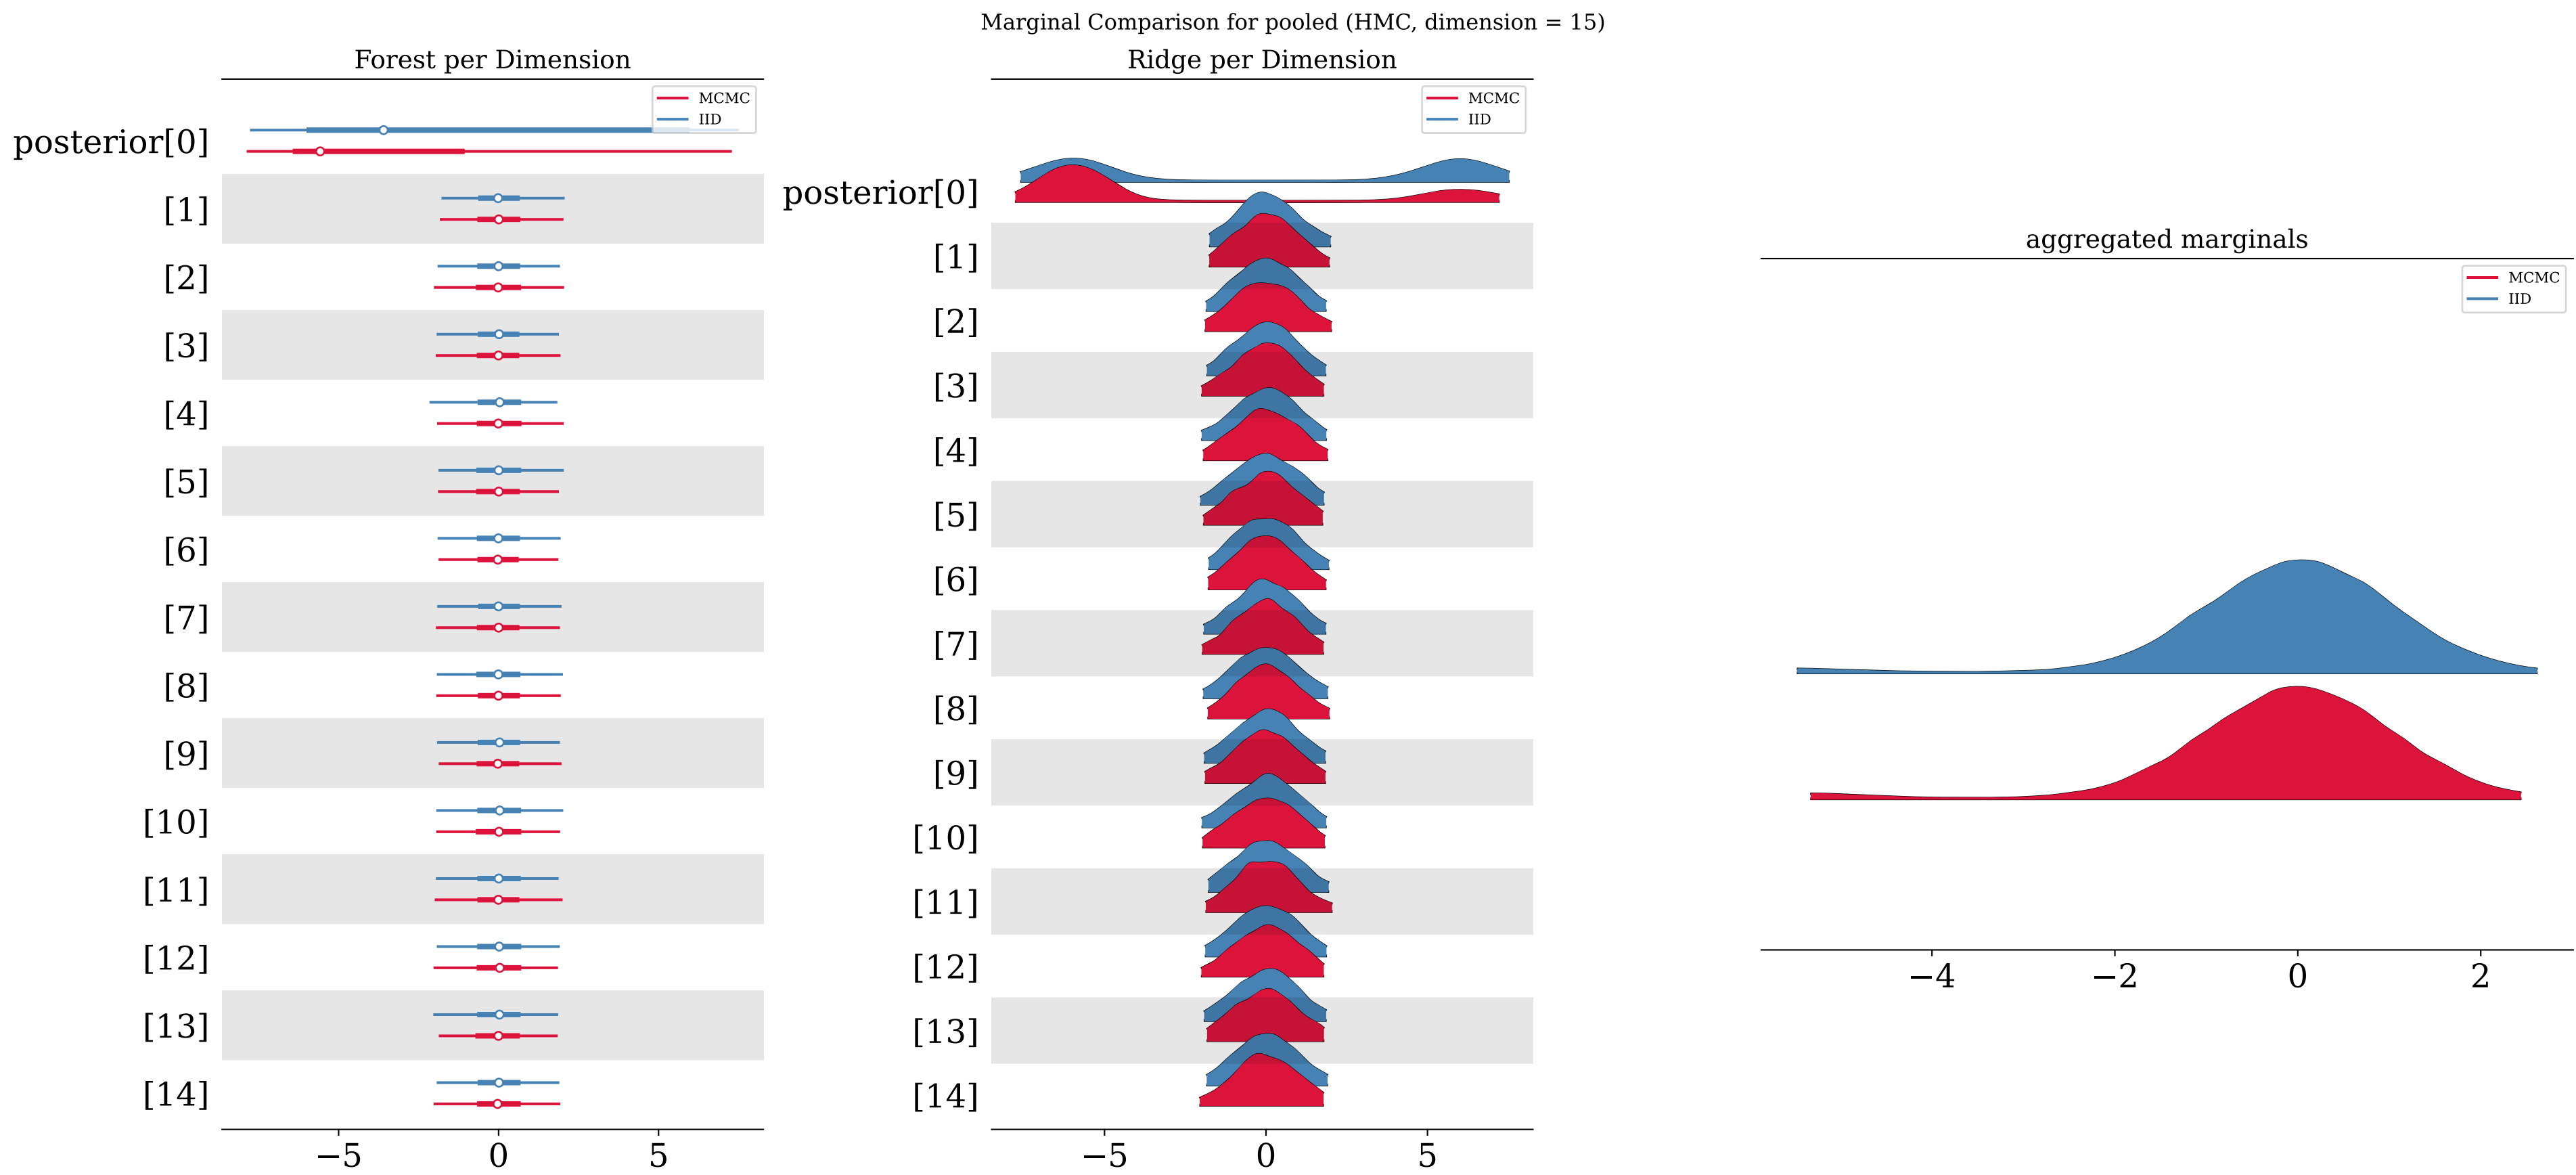 Marginal Comparison for pooled (HMC, dimension = 15)
Forest per Dimension
MCMC
IID
posterior[0]
[1]
[2]
[3]
[4]
[5]
[6]
[7]
[8]
[9]
[10]
[11]
[12]
[13]
[14]
−5 0 5
Ridge per Dimension
MCMC
IID
posterior[0]
[1]
[2]
[3]
[4]
[5]
[6]
[7]
[8]
[9]
[10]
[11]
[12]
[13]
[14]
−5 0 5
aggregated marginals
MCMC
IID
−4 −2 0 2